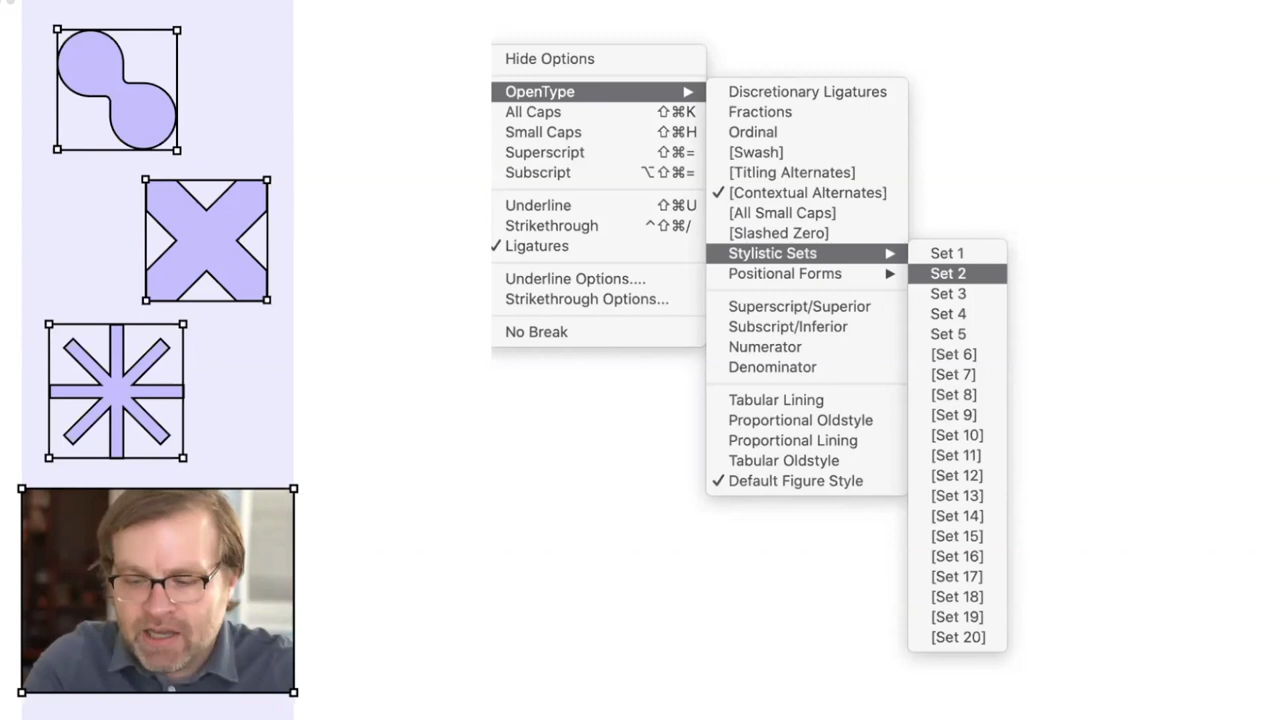 Hide Options
OpenType ▶
All Caps ⇧⌘K
Small Caps ⇧⌘H
Superscript ⇧⌘=
Subscript ⌥⇧⌘=
Underline ⇧⌘U
Strikethrough ^⇧⌘/
✓ Ligatures
Underline Options....
Strikethrough Options...
No Break
Discretionary Ligatures
Fractions
Ordinal
[Swash]
[Titling Alternates]
✓ [Contextual Alternates]
[All Small Caps]
[Slashed Zero]
Stylistic Sets ▶
Positional Forms ▶
Superscript/Superior
Subscript/Inferior
Numerator
Denominator
Tabular Lining
Proportional Oldstyle
Proportional Lining
Tabular Oldstyle
✓ Default Figure Style
Set 1
Set 2
Set 3
Set 4
Set 5
[Set 6]
[Set 7]
[Set 8]
[Set 9]
[Set 10]
[Set 11]
[Set 12]
[Set 13]
[Set 14]
[Set 15]
[Set 16]
[Set 17]
[Set 18]
[Set 19]
[Set 20]